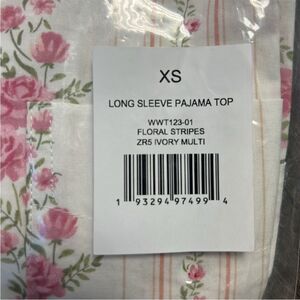 XS
LONG SLEEVE PAJAMA TOP
WWT123-01
FLORAL STRIPES
ZR5 IVORY MULTI
1 93294 97499 4